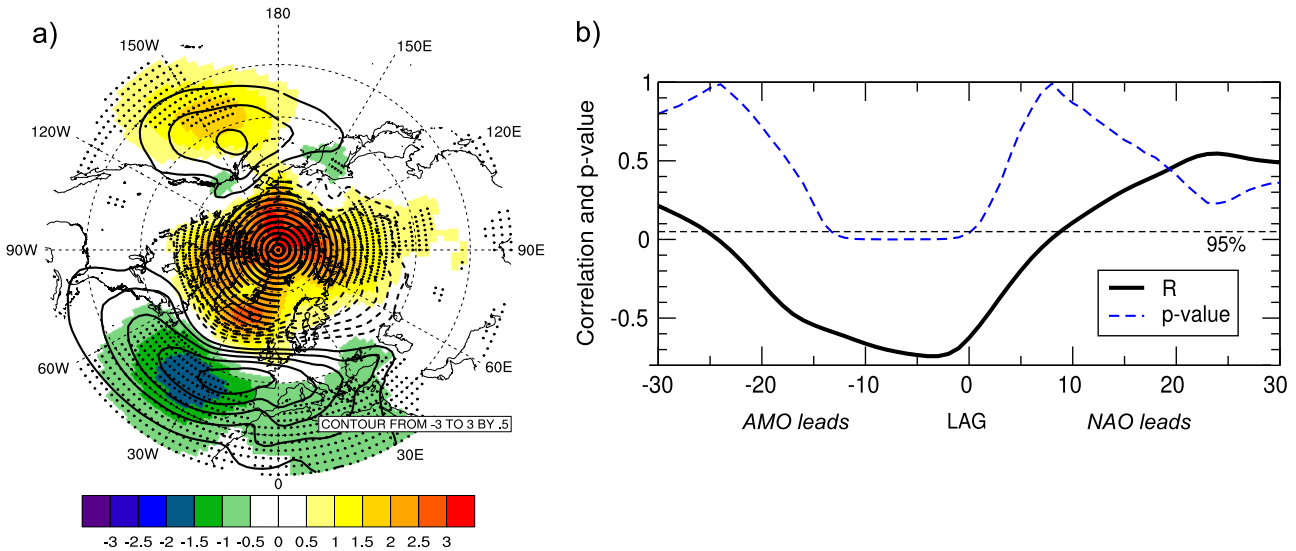 a)
180
150W
150E
120W
120E
90W
90E
60W
60E
30W
30E
0
CONTOUR FROM -3 TO 3 BY .5
-3 -2.5 -2 -1.5 -1 -0.5 0 0.5 1 1.5 2 2.5 3
b)
Correlation and p-value
1
0.5
0
-0.5
95%
R
p-value
-30 -20 -10 0 10 20 30
AMO leads LAG NAO leads